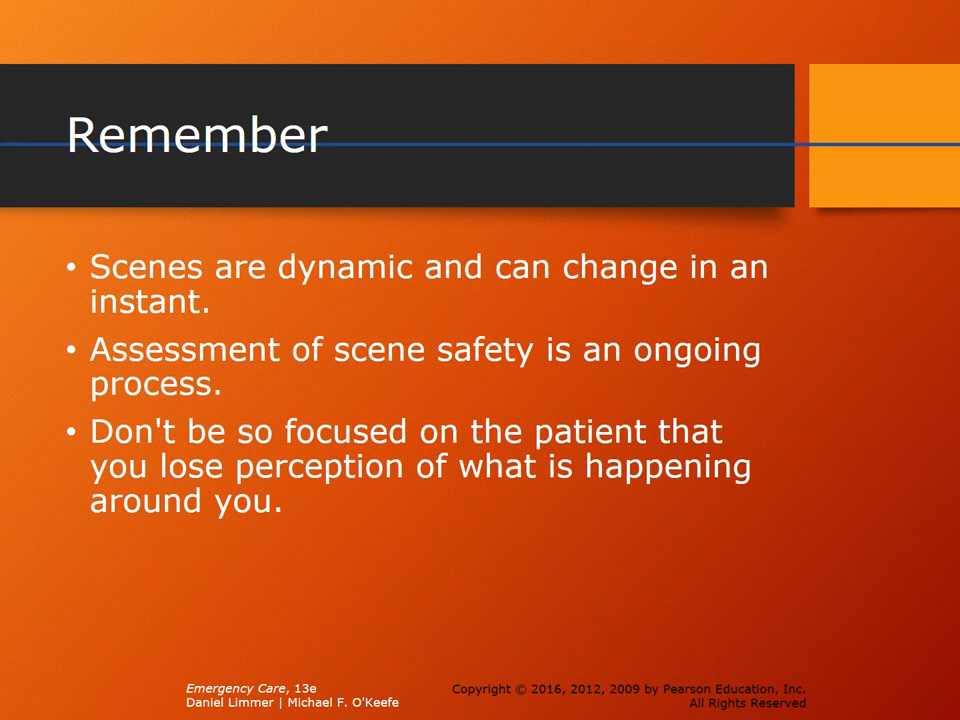 Remember
• Scenes are dynamic and can change in an
instant.
• Assessment of scene safety is an ongoing
process.
• Don't be so focused on the patient that
you lose perception of what is happening
around you.
Emergency Care, 13e
Daniel Limmer | Michael F. O'Keefe
Copyright © 2016, 2012, 2009 by Pearson Education, Inc.
All Rights Reserved